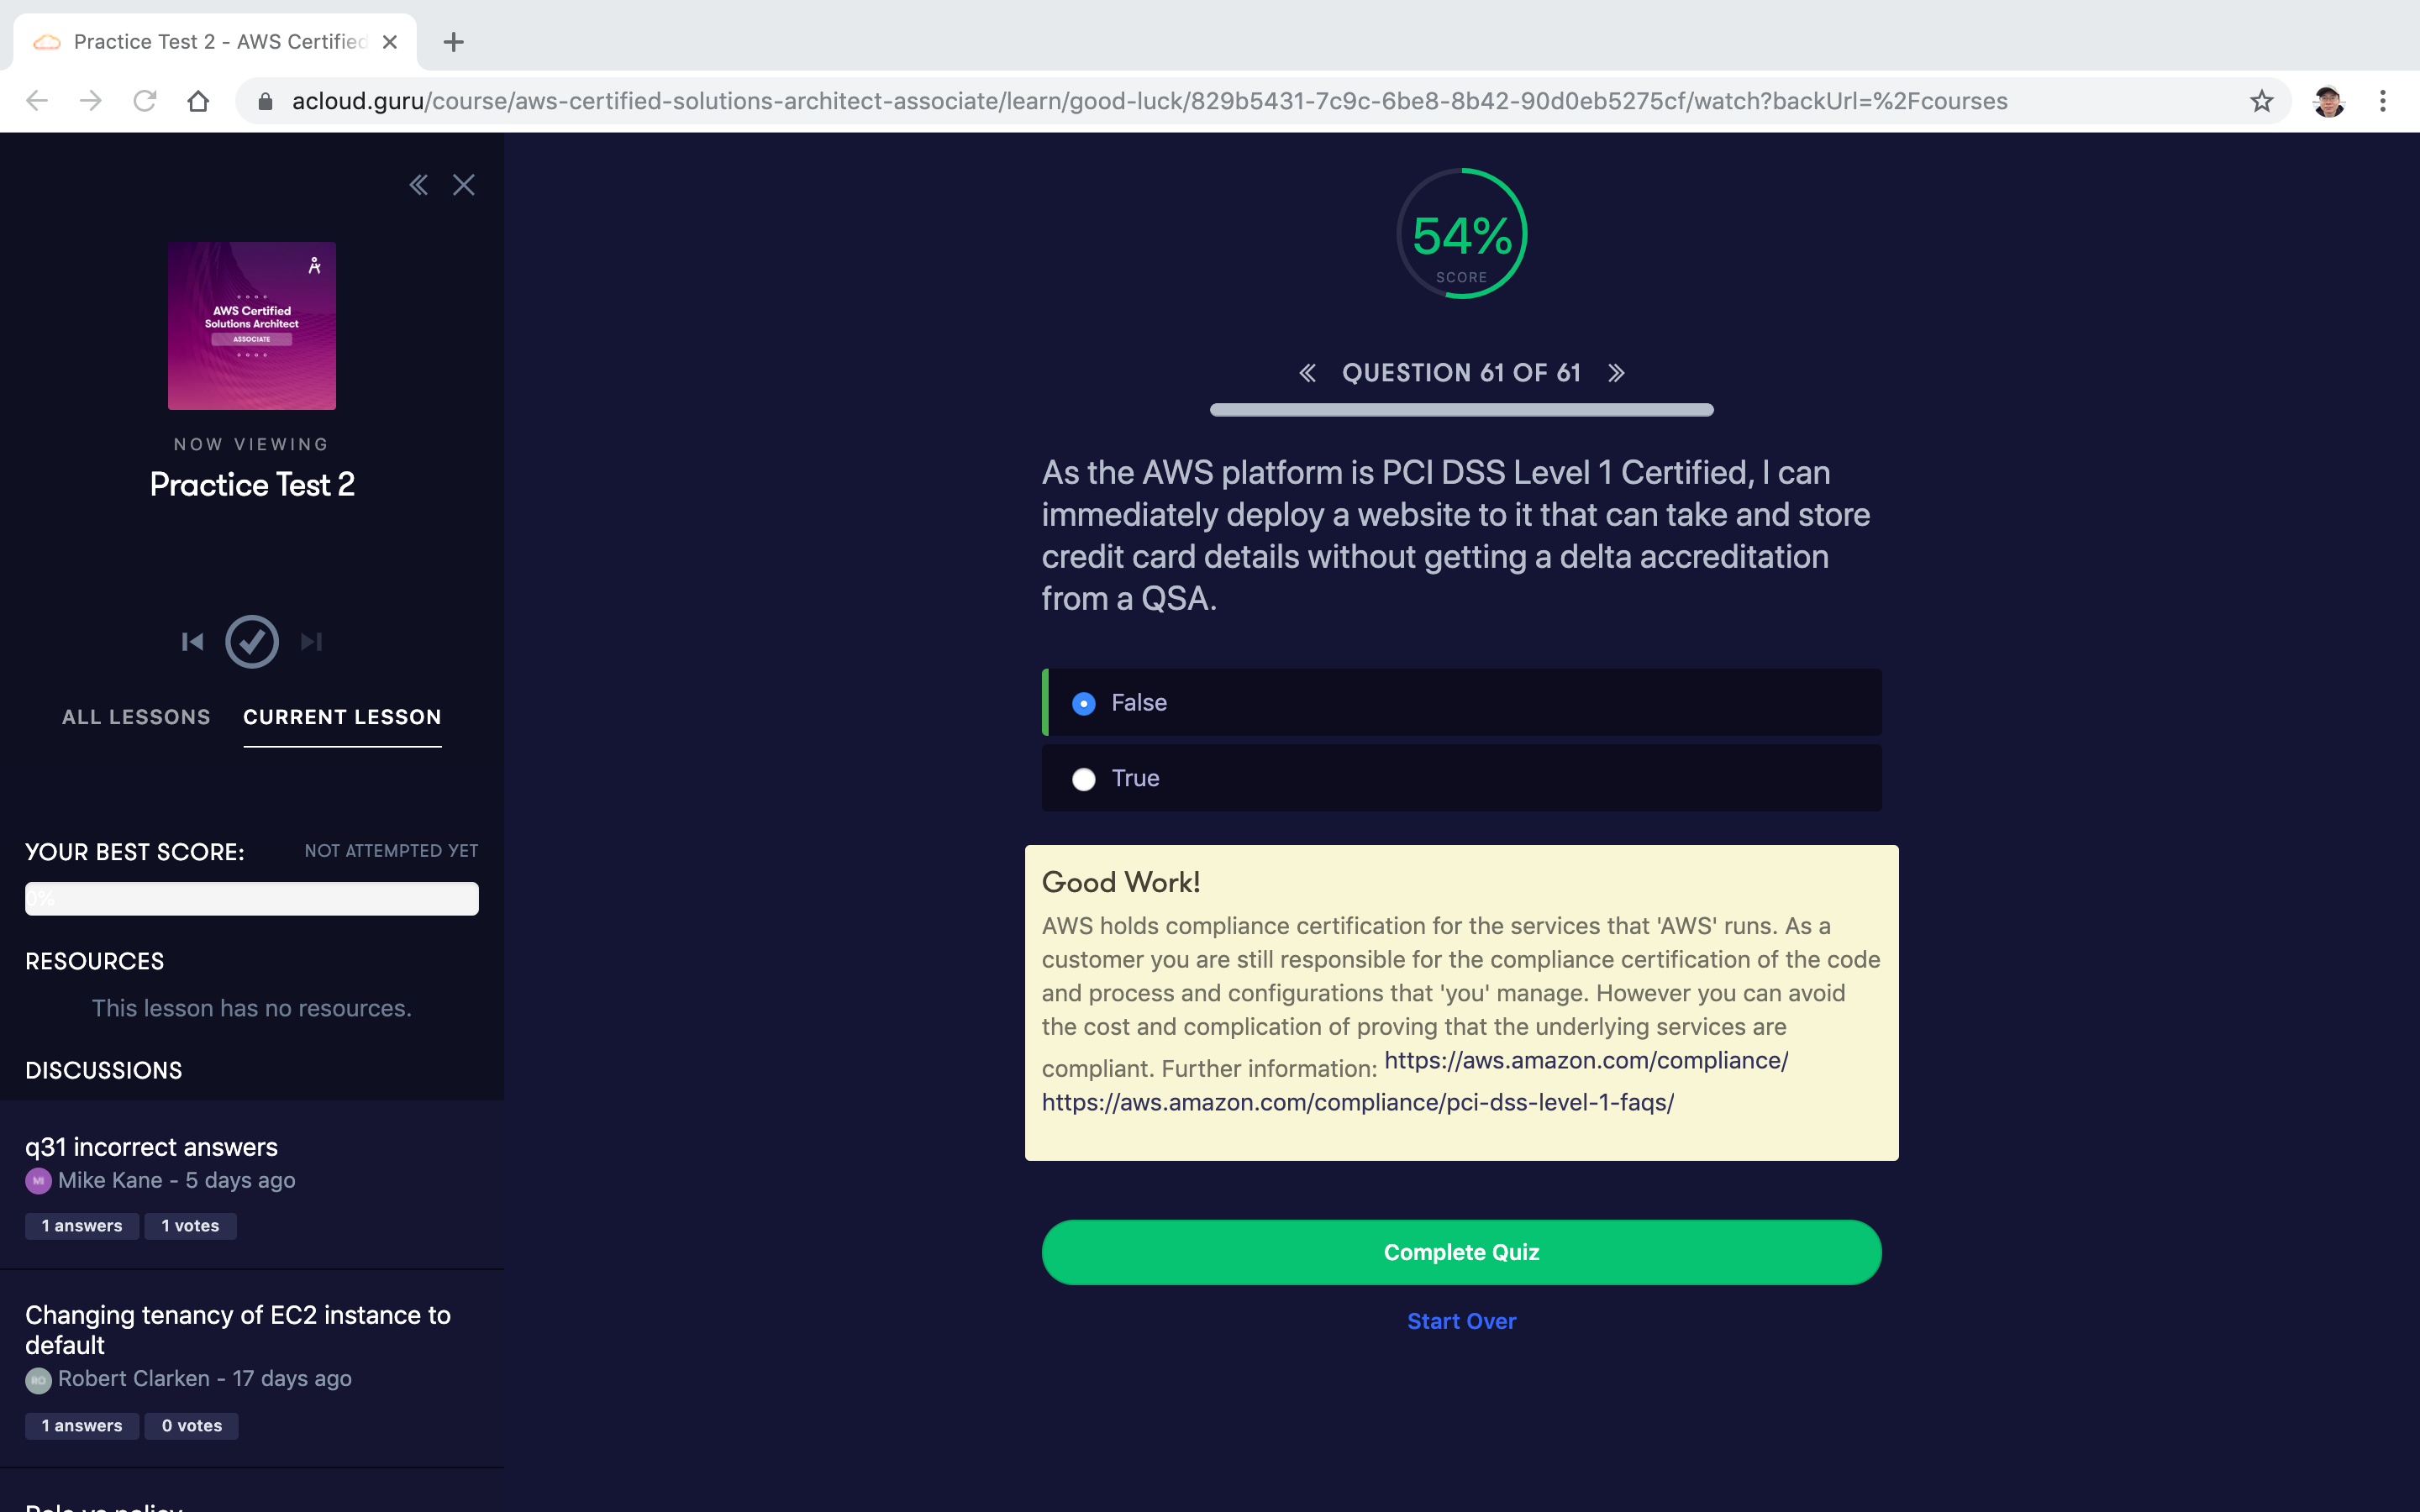 Practice Test 2 - AWS Certified
acloud.guru/course/aws-certified-solutions-architect-associate/learn/good-luck/829b5431-7c9c-6be8-8b42-90d0eb5275cf/watch?backUrl=%2Fcourses
AWS Certified
Solutions Architect
ASSOCIATE
NOW VIEWING
Practice Test 2
ALL LESSONS
CURRENT LESSON
YOUR BEST SCORE:
NOT ATTEMPTED YET
0%
RESOURCES
This lesson has no resources.
DISCUSSIONS
q31 incorrect answers
MI
Mike Kane - 5 days ago
1 answers
1 votes
Changing tenancy of EC2 instance to
default
RO
Robert Clarken - 17 days ago
1 answers
0 votes
Role vs policy
54%
SCORE
QUESTION 61 OF 61
As the AWS platform is PCI DSS Level 1 Certified, I can
immediately deploy a website to it that can take and store
credit card details without getting a delta accreditation
from a QSA.
False
True
Good Work!
AWS holds compliance certification for the services that 'AWS' runs. As a
customer you are still responsible for the compliance certification of the code
and process and configurations that 'you' manage. However you can avoid
the cost and complication of proving that the underlying services are
compliant. Further information: https://aws.amazon.com/compliance/
https://aws.amazon.com/compliance/pci-dss-level-1-faqs/
Complete Quiz
Start Over